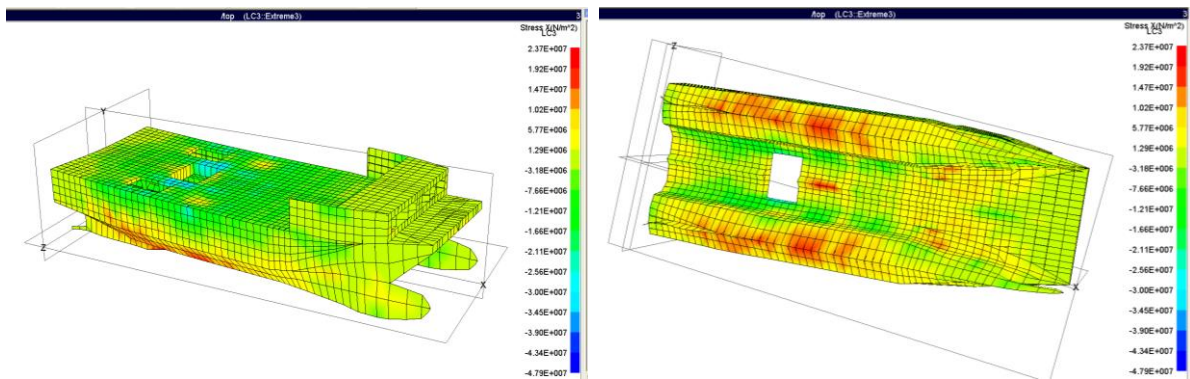 /top (LC3::Extreme3)
3
Stress X(N/m^2)
LC3
2.37E+007
1.92E+007
1.47E+007
1.02E+007
5.77E+006
1.29E+006
-3.18E+006
-7.66E+006
-1.21E+007
-1.66E+007
-2.11E+007
-2.56E+007
-3.00E+007
-3.45E+007
-3.90E+007
-4.34E+007
-4.79E+007
Y
Z
X
/top (LC3::Extreme3)
3
Stress X(N/m^2)
LC3
2.37E+007
1.92E+007
1.47E+007
1.02E+007
5.77E+006
1.29E+006
-3.18E+006
-7.66E+006
-1.21E+007
-1.66E+007
-2.11E+007
-2.56E+007
-3.00E+007
-3.45E+007
-3.90E+007
-4.34E+007
-4.79E+007
Z
X